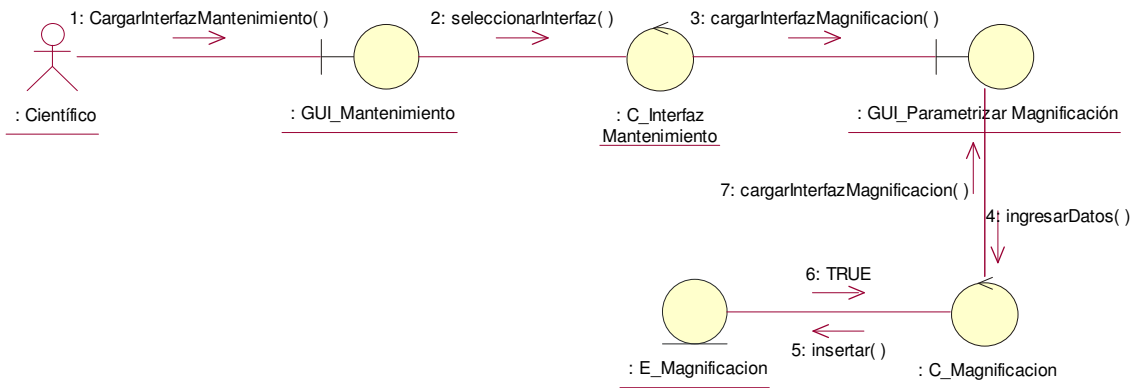 1: CargarInterfazMantenimiento( )
2: seleccionarInterfaz( )
3: cargarInterfazMagnificacion( )
: Científico
: GUI_Mantenimiento
: C_Interfaz
Mantenimiento
: GUI_Parametrizar Magnificación
7: cargarInterfazMagnificacion( )
4: ingresarDatos( )
6: TRUE
5: insertar( )
: E_Magnificacion
: C_Magnificacion